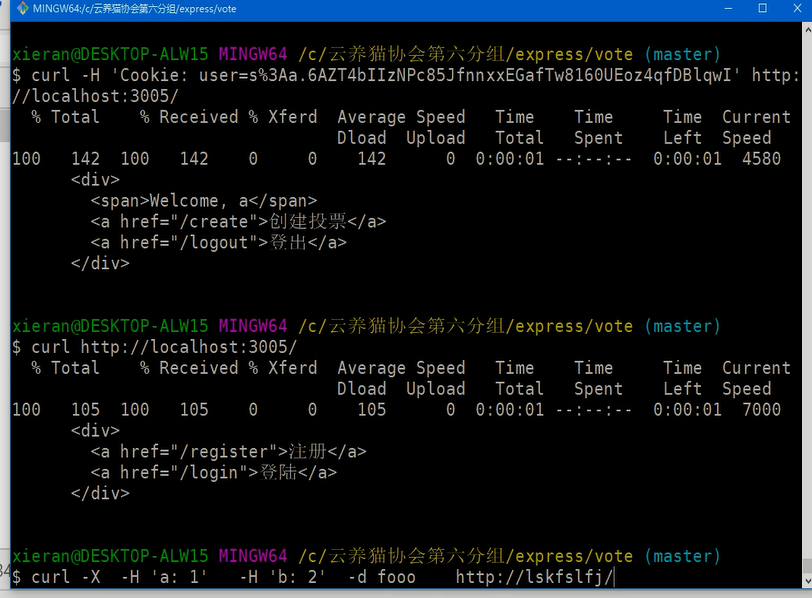 MINGW64:/c/云养猫协会第六分组/express/vote
xieran@DESKTOP-ALW15 MINGW64 /c/云养猫协会第六分组/express/vote (master)
$ curl -H 'Cookie: user=s%3Aa.6AZT4bIIzNPc85JfnnxxEGafTw8160UEoz4qfDBlqwI' http:
//localhost:3005/
% Total % Received % Xferd Average Speed Time Time Time Current
Dload Upload Total Spent Left Speed
100 142 100 142 0 0 142 0 0:00:01 --:--:-- 0:00:01 4580
<div>
<span>Welcome, a</span>
<a href="/create">创建投票</a>
<a href="/logout">登出</a>
</div>
xieran@DESKTOP-ALW15 MINGW64 /c/云养猫协会第六分组/express/vote (master)
$ curl http://localhost:3005/
% Total % Received % Xferd Average Speed Time Time Time Current
Dload Upload Total Spent Left Speed
100 105 100 105 0 0 105 0 0:00:01 --:--:-- 0:00:01 7000
<div>
<a href="/register">注册</a>
<a href="/login">登陆</a>
</div>
xieran@DESKTOP-ALW15 MINGW64 /c/云养猫协会第六分组/express/vote (master)
$ curl -X -H 'a: 1' -H 'b: 2' -d fooo http://lskfslfj/